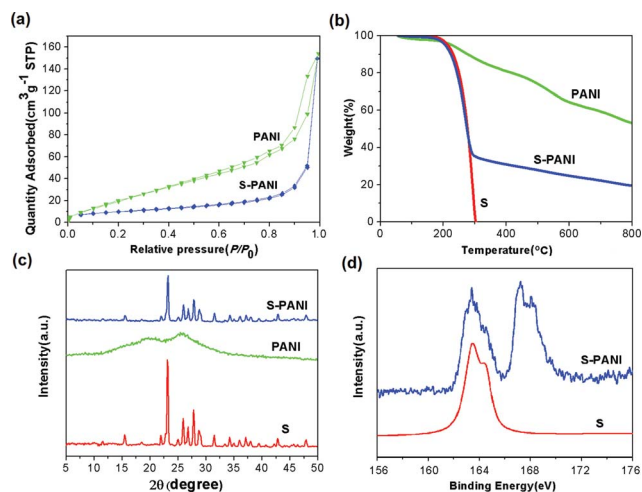 (a)
Quantity Adsorbed(cm³g⁻¹ STP)
160
140
120
100
80
60
40
20
0
PANI
S-PANI
0.0 0.2 0.4 0.6 0.8 1.0
Relative pressure(P/P₀)
(b)
Weight(%)
100
80
60
40
20
0
PANI
S-PANI
S
0 200 400 600 800
Temperature(°C)
(c)
Intensity(a.u.)
S-PANI
PANI
S
5 10 15 20 25 30 35 40 45 50
2θ(degree)
(d)
Intensity(a.u.)
S-PANI
S
156 160 164 168 172 176
Binding Energy(eV)